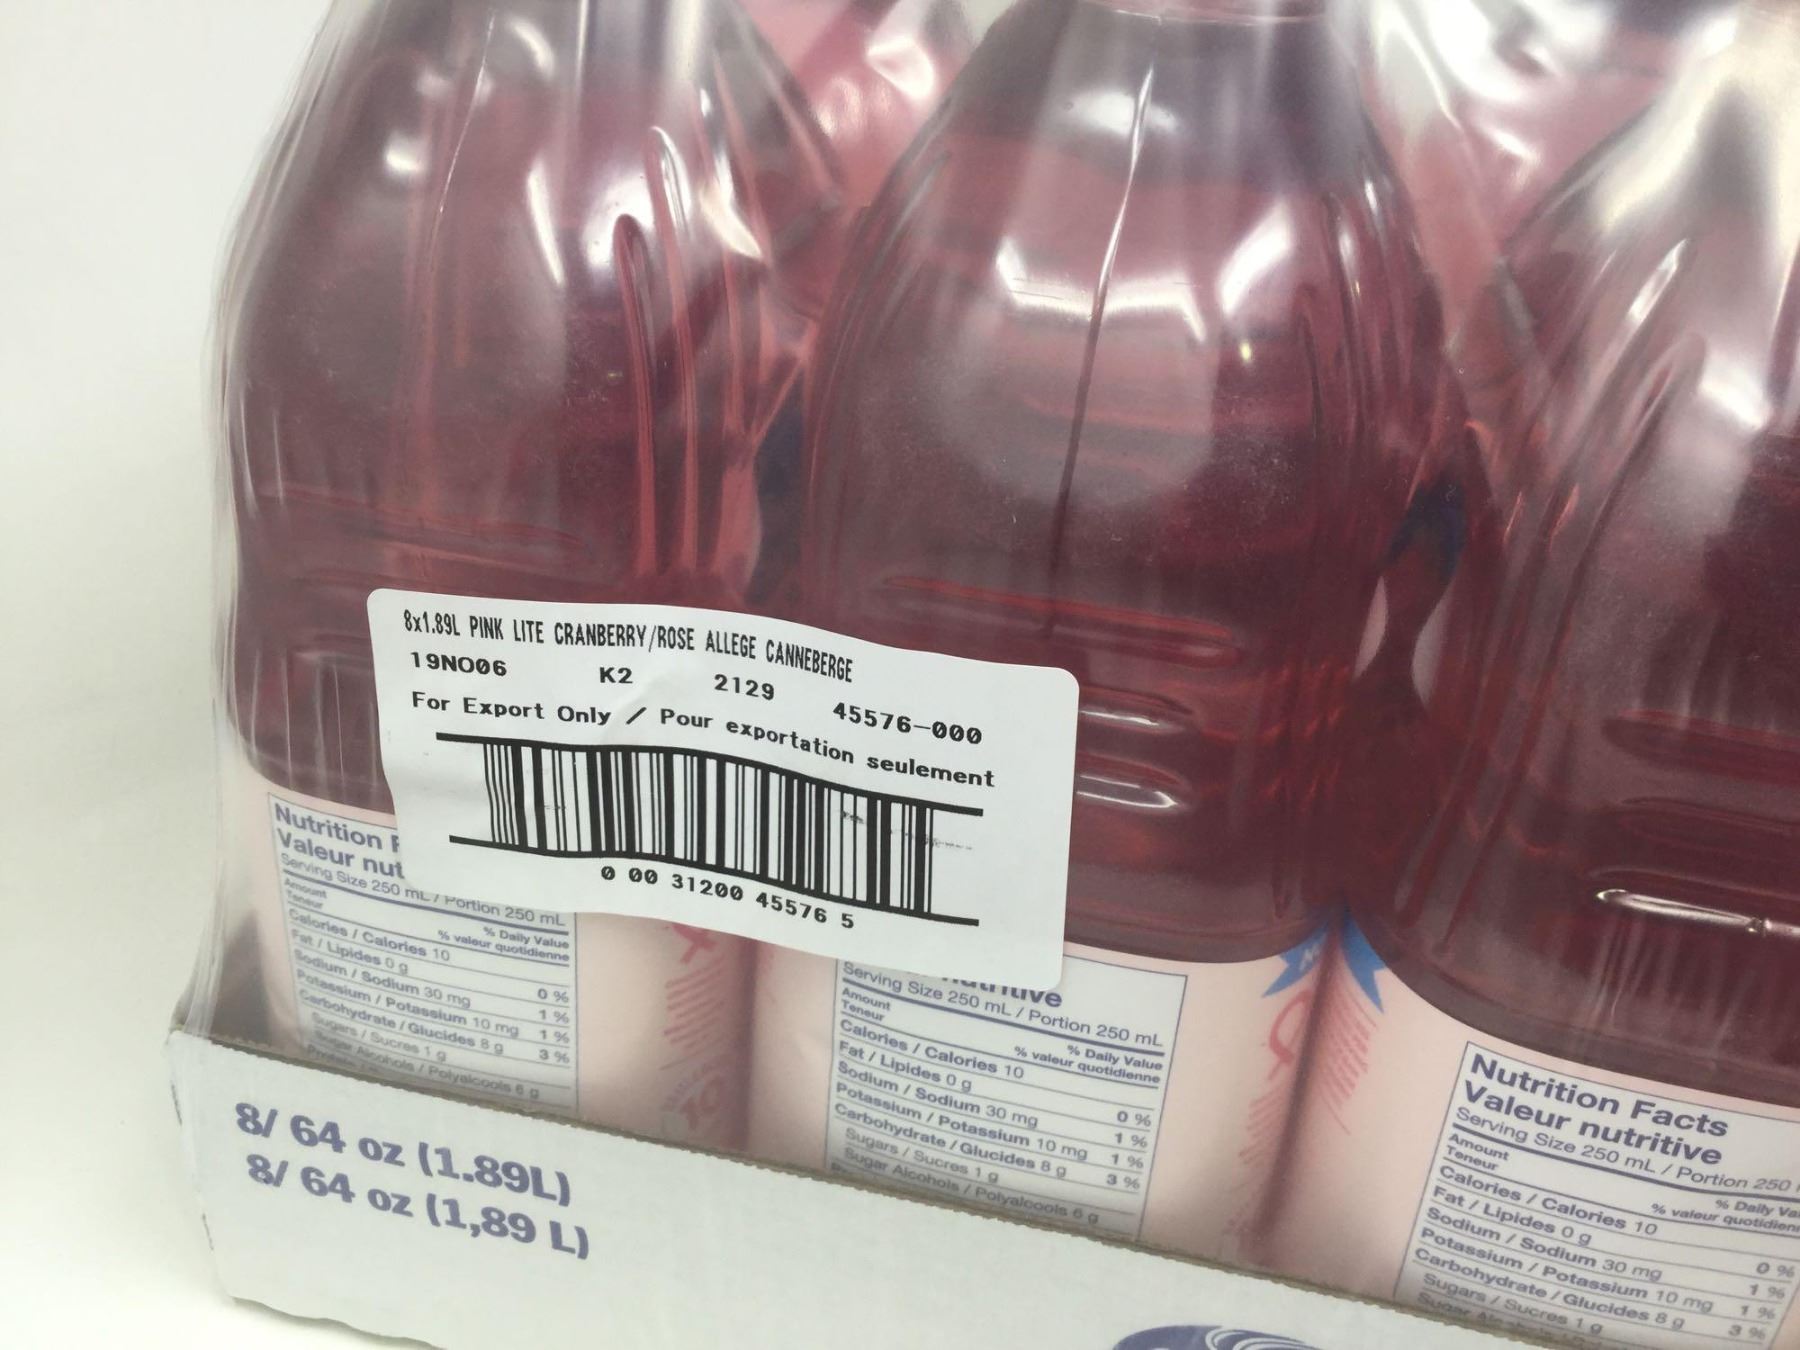 8x1.89L PINK LITE CRANBERRY/ROSE ALLEGE CANNEBERGE
19NO06 K2 2129 45576-000
For Export Only / Pour exportation seulement
0 00 31200 45576 5
Nutrition F
Valeur nut
Serving Size 250 mL / Portion 250 mL
Amount
Teneur
% Daily Value
% valeur quotidienne
Calories / Calories 10
Fat / Lipides 0 g 0 %
Sodium / Sodium 30 mg 1 %
Potassium / Potassium 10 mg 1 %
Carbohydrate / Glucides 8 g 3 %
Sugars / Sucres 1 g
Sugar Alcohols / Polyalcools 6 g
nutritive
Serving Size 250 mL / Portion 250 mL
Amount
Teneur
% Daily Value
% valeur quotidienne
Calories / Calories 10
Fat / Lipides 0 g 0 %
Sodium / Sodium 30 mg 1 %
Potassium / Potassium 10 mg 1 %
Carbohydrate / Glucides 8 g 3 %
Sugars / Sucres 1 g
Sugar Alcohols / Polyalcools 6 g
Nutrition Facts
Valeur nutritive
Serving Size 250 mL / Portion 250
Amount
Teneur
% Daily Va
% valeur quotidien
Calories / Calories 10
Fat / Lipides 0 g 0 %
Sodium / Sodium 30 mg 1 %
Potassium / Potassium 10 mg 1 %
Carbohydrate / Glucides 8 g 3 %
Sugars / Sucres 1 g
8/ 64 oz (1.89L)
8/ 64 oz (1,89 L)